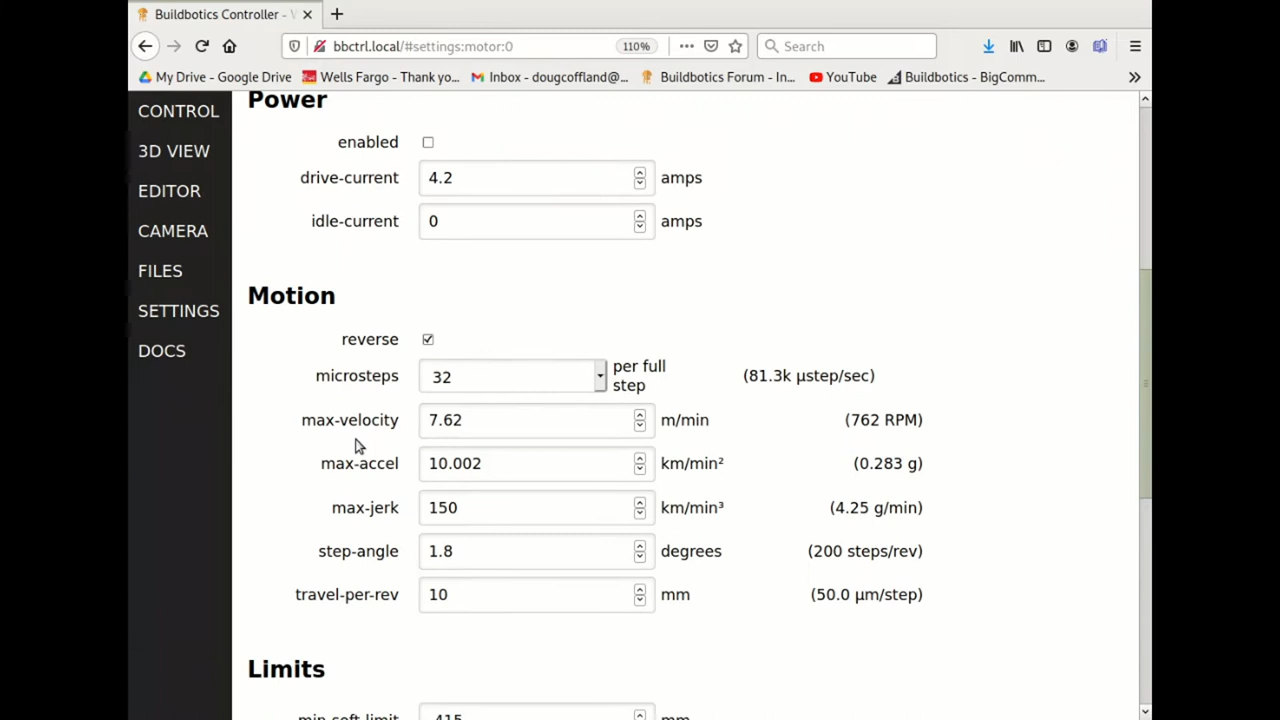 Buildbotics Controller - V
bbctrl.local/#settings:motor:0
110%
Search
My Drive - Google Drive
Wells Fargo - Thank yo...
Inbox - dougcoffland@...
Buildbotics Forum - In...
YouTube
Buildbotics - BigComm...
CONTROL
3D VIEW
EDITOR
CAMERA
FILES
SETTINGS
DOCS
Power
enabled
drive-current 4.2 amps
idle-current 0 amps
Motion
reverse
microsteps 32 per full step (81.3k µstep/sec)
max-velocity 7.62 m/min (762 RPM)
max-accel 10.002 km/min² (0.283 g)
max-jerk 150 km/min³ (4.25 g/min)
step-angle 1.8 degrees (200 steps/rev)
travel-per-rev 10 mm (50.0 µm/step)
Limits
min-soft-limit -415 mm